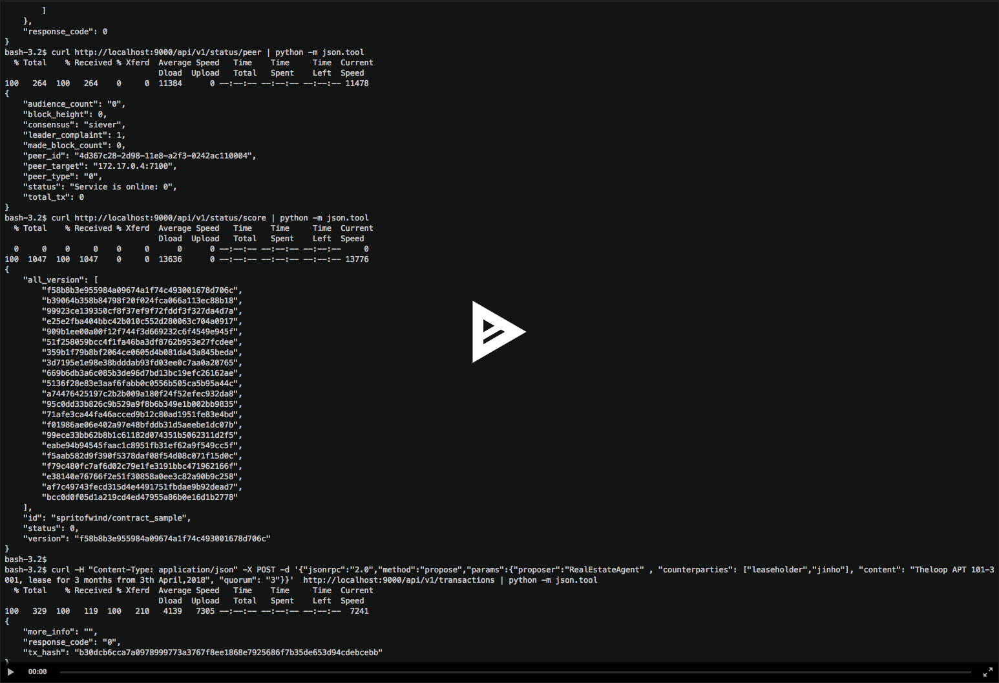 ]
    },
    "response_code": 0
}
bash-3.2$ curl http://localhost:9000/api/v1/status/peer | python -m json.tool
  % Total    % Received % Xferd  Average Speed   Time    Time     Time  Current
                                 Dload  Upload   Total   Spent    Left  Speed
100   264  100   264    0     0  11384      0 --:--:-- --:--:-- --:--:-- 11478
{
    "audience_count": "0",
    "block_height": 0,
    "consensus": "siever",
    "leader_complaint": 1,
    "made_block_count": 0,
    "peer_id": "4d367c28-2d98-11e8-a2f3-0242ac110004",
    "peer_target": "172.17.0.4:7100",
    "peer_type": "0",
    "status": "Service is online: 0",
    "total_tx": 0
}
bash-3.2$ curl http://localhost:9000/api/v1/status/score | python -m json.tool
  % Total    % Received % Xferd  Average Speed   Time    Time     Time  Current
                                 Dload  Upload   Total   Spent    Left  Speed
  0     0    0     0    0     0      0      0 --:--:-- --:--:-- --:--:--     0
100  1047  100  1047    0     0  13636      0 --:--:-- --:--:-- --:--:-- 13776
{
    "all_version": [
        "f58b8b3e955984a09674a1f74c493001678d706c",
        "b39064b358b84798f20f024fca066a113ec88b18",
        "99923ce139350cf8f37ef9f72fddf3f327da4d7a",
        "e25e2fba404bbc42b010c552d280063c704a0917",
        "909b1ee00a00f12f744f3d669232c6f4549e945f",
        "51f258059bcc4f1fa46ba3df8762b953e27fcdee",
        "359b1f79b8bf2064ce0605d4b081da43a845beda",
        "3d7195e1e98e38bdddab93fd03ee0c7aa0a20765",
        "669b6db3a6c085b3de96d7bd13bc19efc26162ae",
        "5136f28e83e3aaf6fabb0c0556b505ca5b95a44c",
        "a74476425197c2b2b009a180f24f52efec932da8",
        "95c0dd33b826c9b529a9f8b6b349e1b002bb9835",
        "71afe3ca44fa46acced9b12c80ad1951fe83e4bd",
        "f01986ae06e402a97e48bfddb31d5aeebe1dc07b",
        "99ece33bb62b8b1c61182d074351b5062311d2f5",
        "eabe94b94545faac1c8951fb31ef62a9f549cc5f",
        "f5aab582d9f390f5378daf08f54d08c071f15d0c",
        "f79c480fc7af6d02c79e1fe3191bbc471962166f",
        "e38140e76766f2e51f30858a0ee3c82a90b9c258",
        "af7c49743fecd315d4e4491751fbdae9b92dead7",
        "bcc0d0f05d1a219cd4ed47955a86b0e16d1b2778"
    ],
    "id": "spritofwind/contract_sample",
    "status": 0,
    "version": "f58b8b3e955984a09674a1f74c493001678d706c"
}
bash-3.2$
bash-3.2$ curl -H "Content-Type: application/json" -X POST -d '{"jsonrpc":"2.0","method":"propose","params":{"proposer":"RealEstateAgent" , "counterparties": ["leaseholder","jinho"], "content": "Theloop APT 101-3
001, lease for 3 months from 3th April,2018", "quorum": "3"}}'  http://localhost:9000/api/v1/transactions | python -m json.tool
  % Total    % Received % Xferd  Average Speed   Time    Time     Time  Current
                                 Dload  Upload   Total   Spent    Left  Speed
100   329  100   119  100   210   4139   7305 --:--:-- --:--:-- --:--:--  7241
{
    "more_info": "",
    "response_code": "0",
    "tx_hash": "b30dcb6cca7a0978999773a3767f8ee1868e7925686f7b35de653d94cdebcebb"
}
00:00